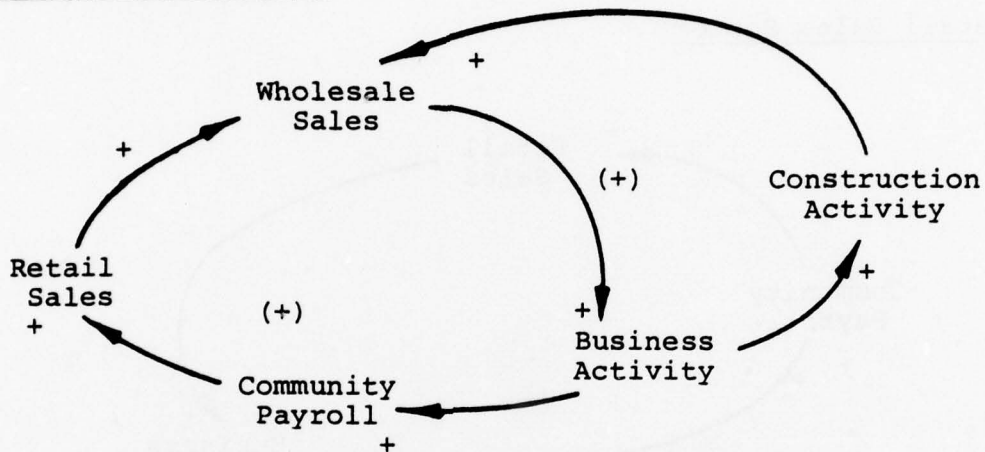 +
Wholesale
Sales
+
(+)
Construction
Activity
+
Retail
Sales
+
(+)
+
Business
Activity
Community
Payroll
+